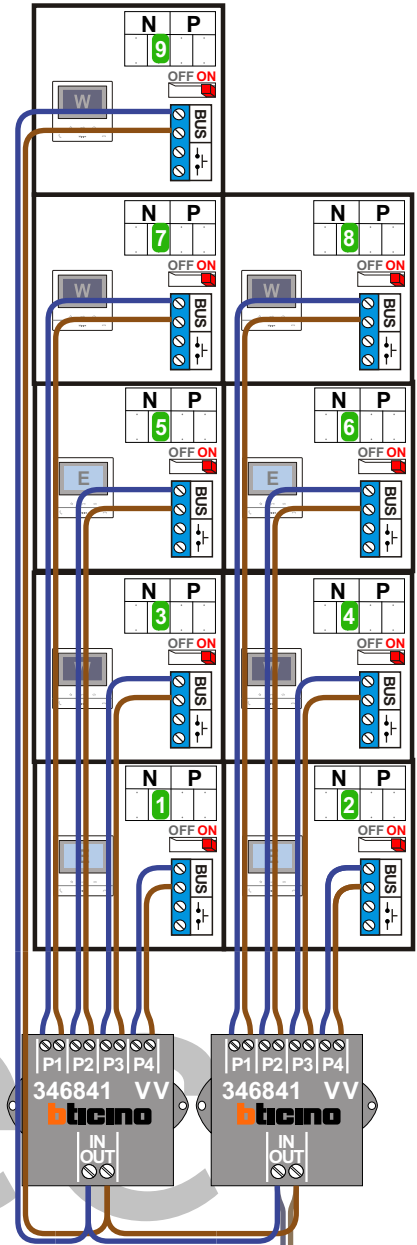 N P
9
OFF ON
W
BUS
N P
7
OFF ON
W
BUS
N P
8
OFF ON
W
BUS
N P
5
OFF ON
E
BUS
N P
6
OFF ON
E
BUS
N P
3
OFF ON
W
BUS
N P
4
OFF ON
W
BUS
N P
1
OFF ON
E
BUS
N P
2
OFF ON
E
BUS
P1 P2 P3 P4
346841 VV
bticino
IN
OUT
P1 P2 P3 P4
346841 VV
bticino
IN
OUT